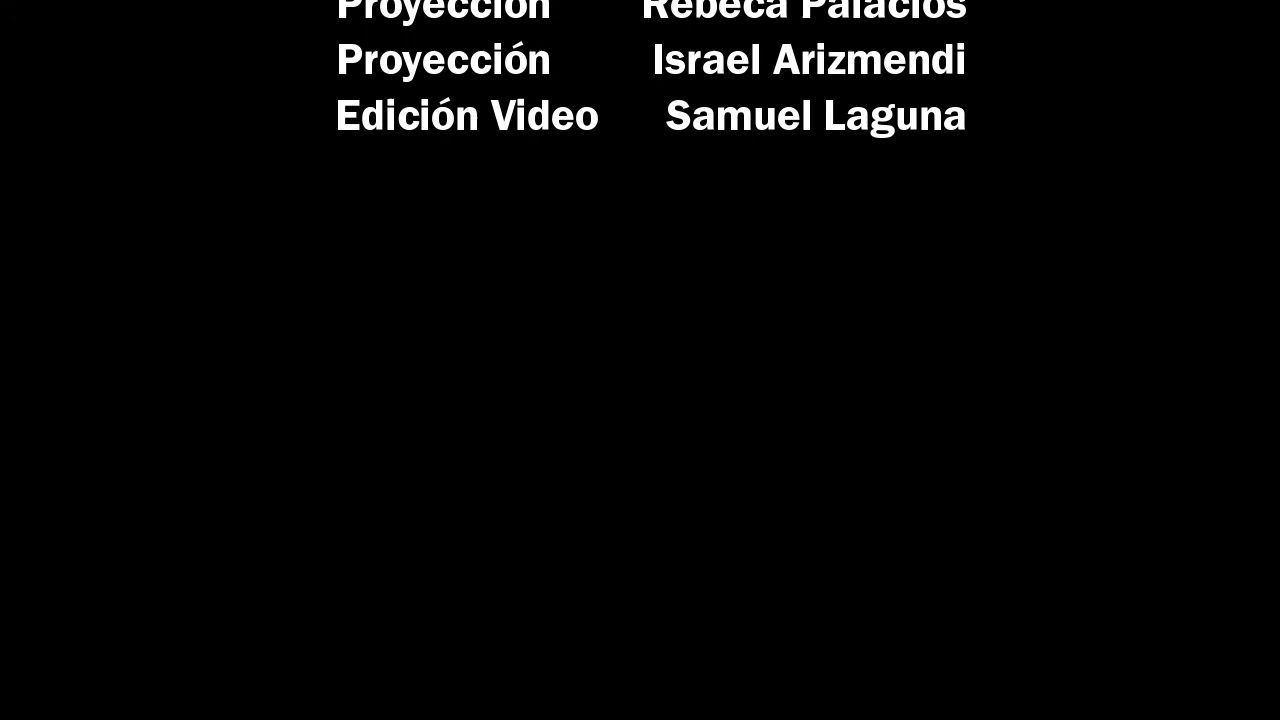 Proyección Rebeca Palacios
Proyección Israel Arizmendi
Edición Video Samuel Laguna